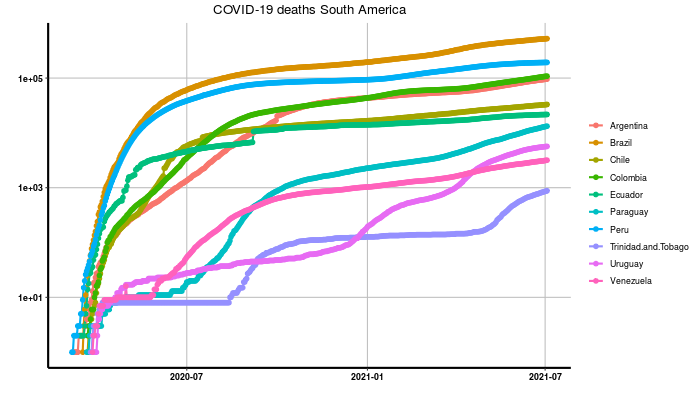 COVID-19 deaths South America
1e+05
1e+03
1e+01
2020-07
2021-01
2021-07
Argentina
Brazil
Chile
Colombia
Ecuador
Paraguay
Peru
Trinidad.and.Tobago
Uruguay
Venezuela